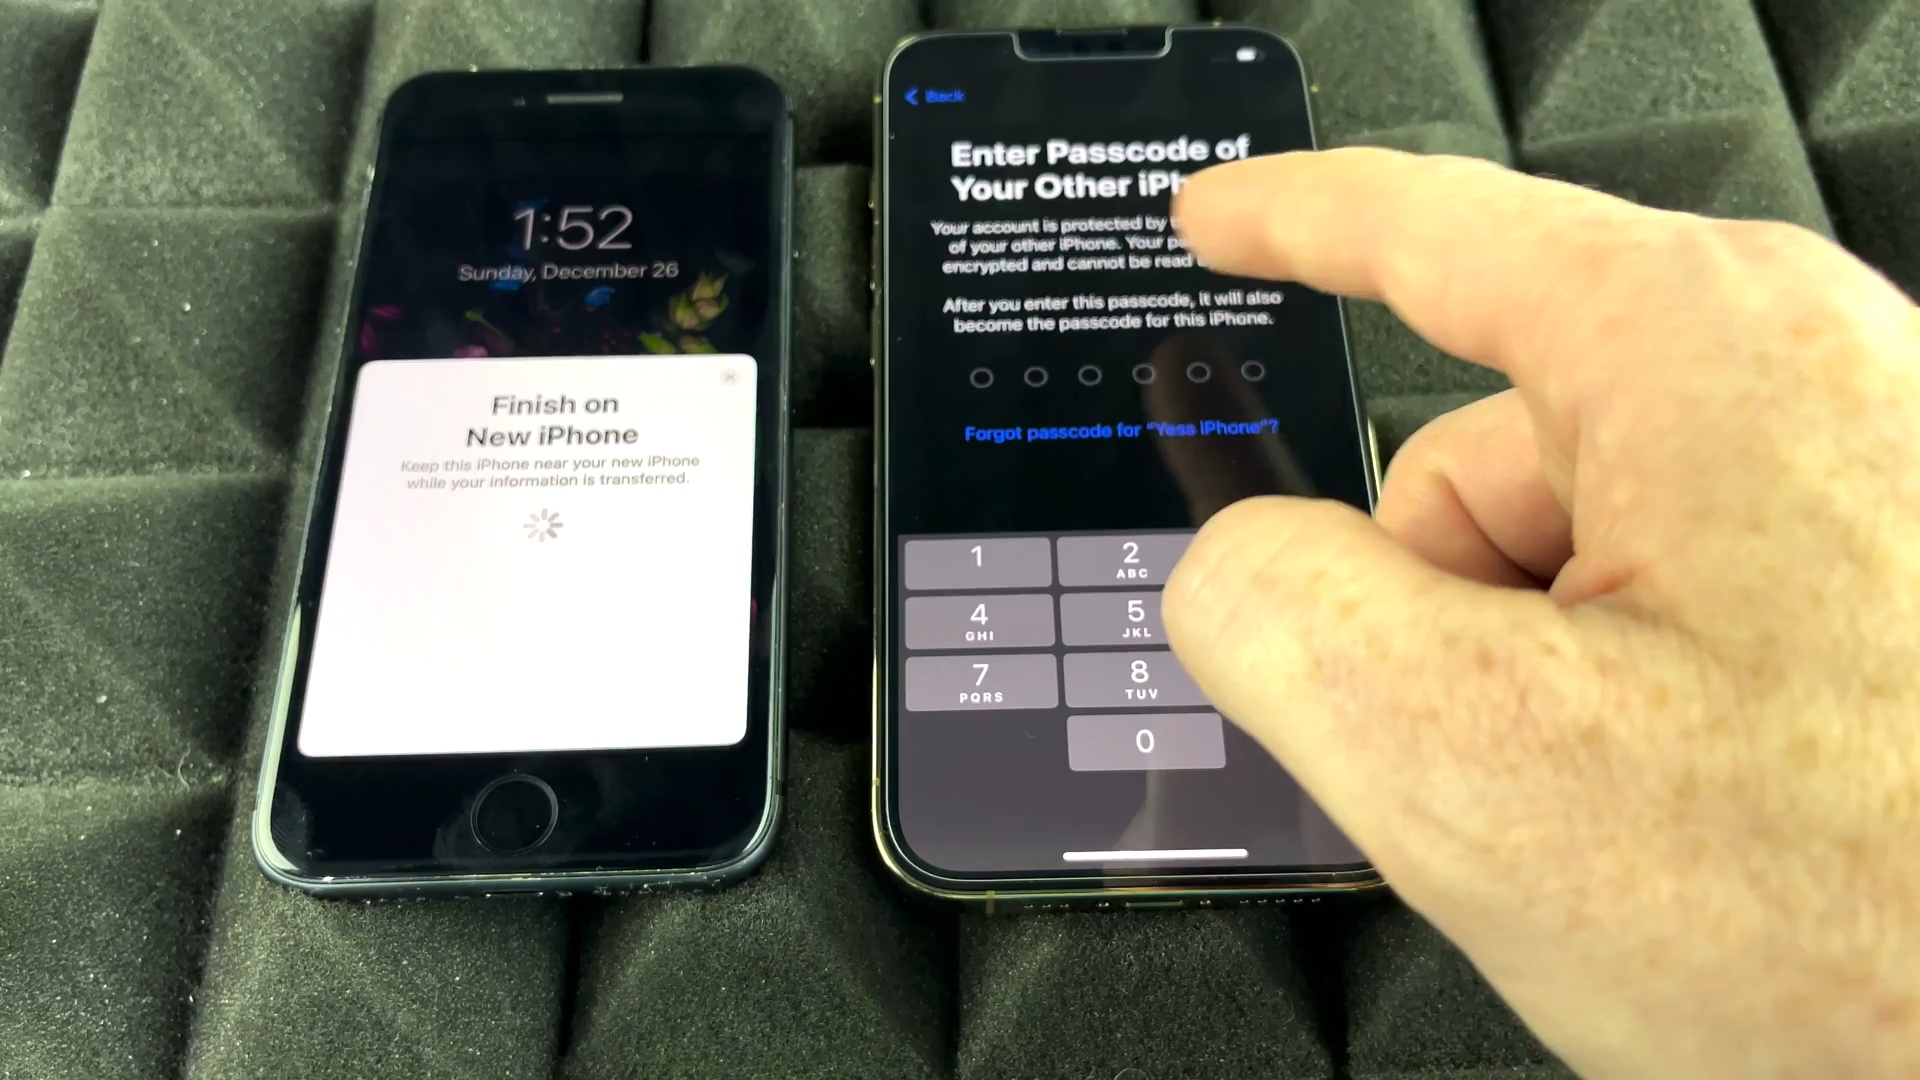 1:52
Sunday, December 26
Finish on
New iPhone
Keep this iPhone near your new iPhone
while your information is transferred.
Back
Enter Passcode of
Your Other iPh
Your account is protected by
of your other iPhone. Your
encrypted and cannot be read
After you enter this passcode, it will also
become the passcode for this iPhone.
Forgot passcode for "Yess iPhone"?
1
2
ABC
4
GHI
5
JKL
7
PQRS
8
TUV
0